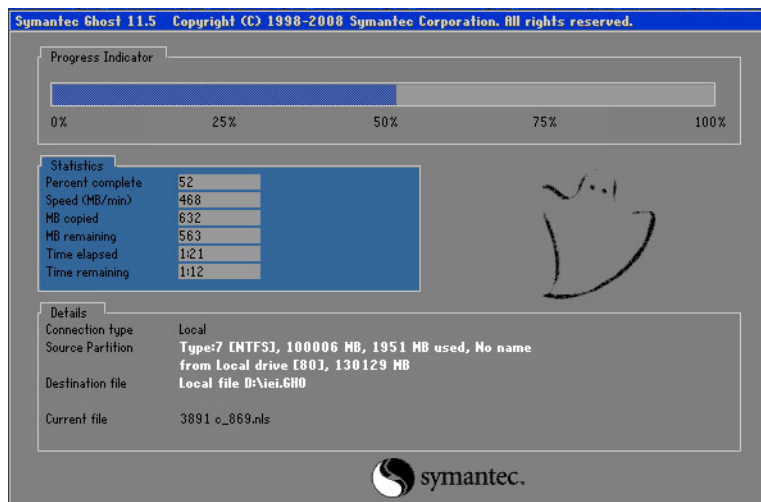 Symantec Ghost 11.5 Copyright (C) 1998-2008 Symantec Corporation. All rights reserved.
Progress Indicator
0% 25% 50% 75% 100%
Statistics
Percent complete 52
Speed (MB/min) 468
MB copied 632
MB remaining 563
Time elapsed 1:21
Time remaining 1:12
Details
Connection type Local
Source Partition Type:7 [NTFS], 100006 MB, 1951 MB used, No name
from Local drive [80], 130129 MB
Destination file Local file D:\iei.GHO
Current file 3891 c_869.nls
symantec.